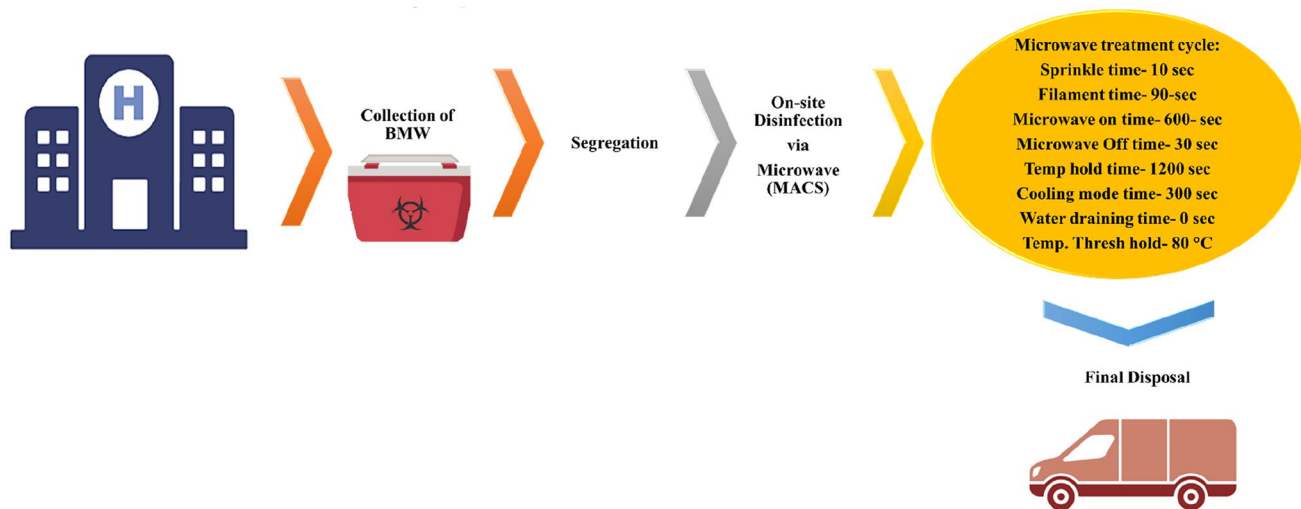 H
Collection of
BMW
Segregation
On-site
Disinfection
via
Microwave
(MACS)
Microwave treatment cycle:
Sprinkle time- 10 sec
Filament time- 90-sec
Microwave on time- 600- sec
Microwave Off time- 30 sec
Temp hold time- 1200 sec
Cooling mode time- 300 sec
Water draining time- 0 sec
Temp. Thresh hold- 80 °C
Final Disposal